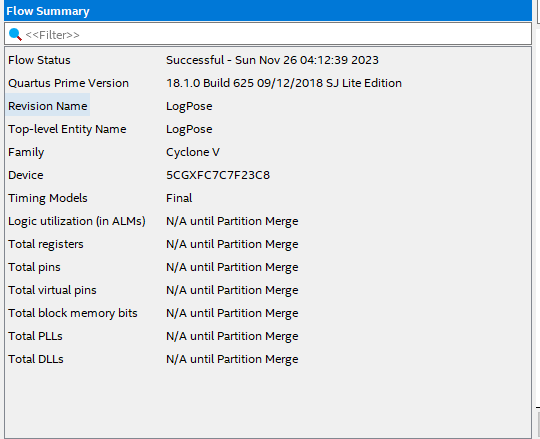 Flow Summary
<<Filter>>
Flow Status Successful - Sun Nov 26 04:12:39 2023
Quartus Prime Version 18.1.0 Build 625 09/12/2018 SJ Lite Edition
Revision Name LogPose
Top-level Entity Name LogPose
Family Cyclone V
Device 5CGXFC7C7F23C8
Timing Models Final
Logic utilization (in ALMs) N/A until Partition Merge
Total registers N/A until Partition Merge
Total pins N/A until Partition Merge
Total virtual pins N/A until Partition Merge
Total block memory bits N/A until Partition Merge
Total PLLs N/A until Partition Merge
Total DLLs N/A until Partition Merge